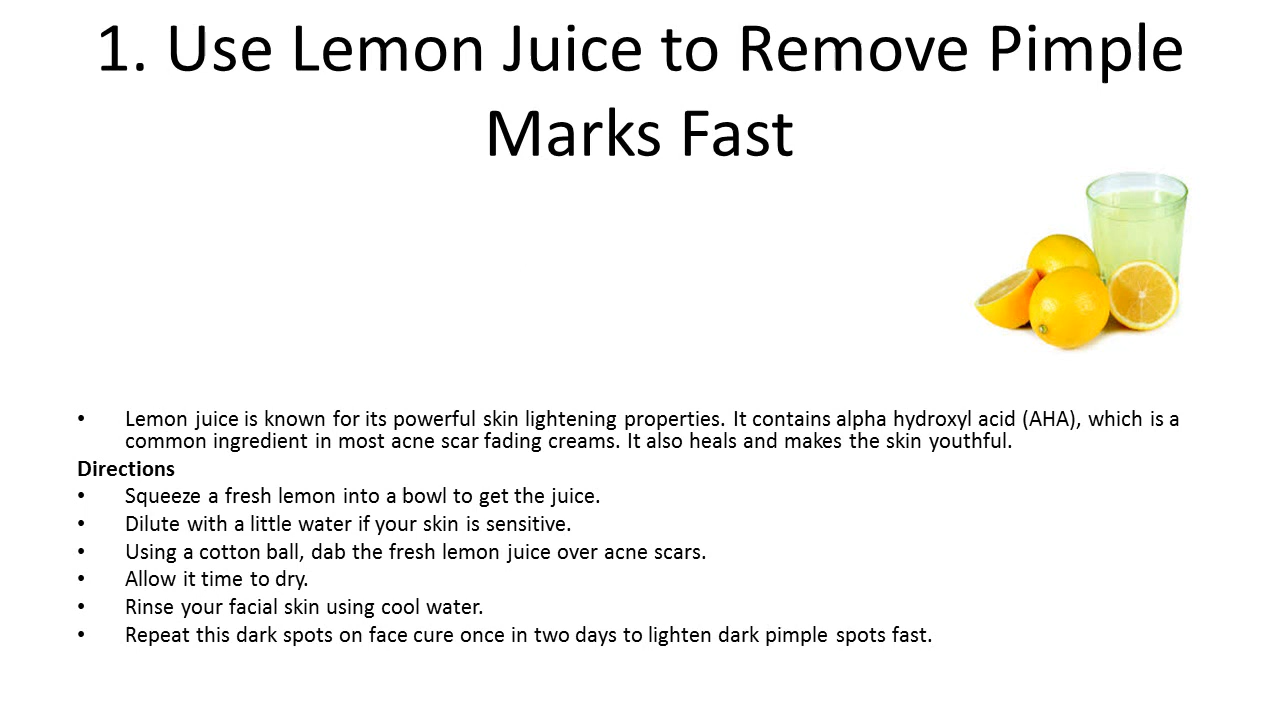 1. Use Lemon Juice to Remove Pimple
Marks Fast
• Lemon juice is known for its powerful skin lightening properties. It contains alpha hydroxyl acid (AHA), which is a
common ingredient in most acne scar fading creams. It also heals and makes the skin youthful.
Directions
• Squeeze a fresh lemon into a bowl to get the juice.
• Dilute with a little water if your skin is sensitive.
• Using a cotton ball, dab the fresh lemon juice over acne scars.
• Allow it time to dry.
• Rinse your facial skin using cool water.
• Repeat this dark spots on face cure once in two days to lighten dark pimple spots fast.